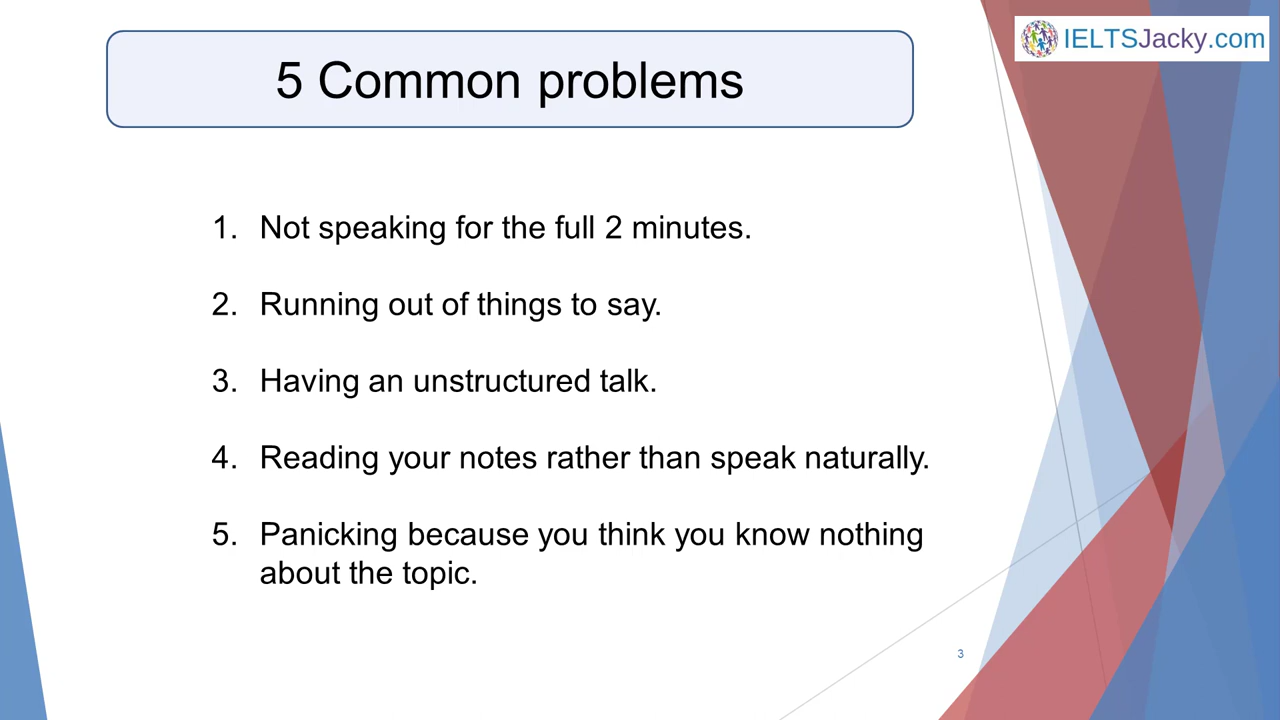 IELTSJacky.com
5 Common problems
1. Not speaking for the full 2 minutes.
2. Running out of things to say.
3. Having an unstructured talk.
4. Reading your notes rather than speak naturally.
5. Panicking because you think you know nothing
about the topic.
3